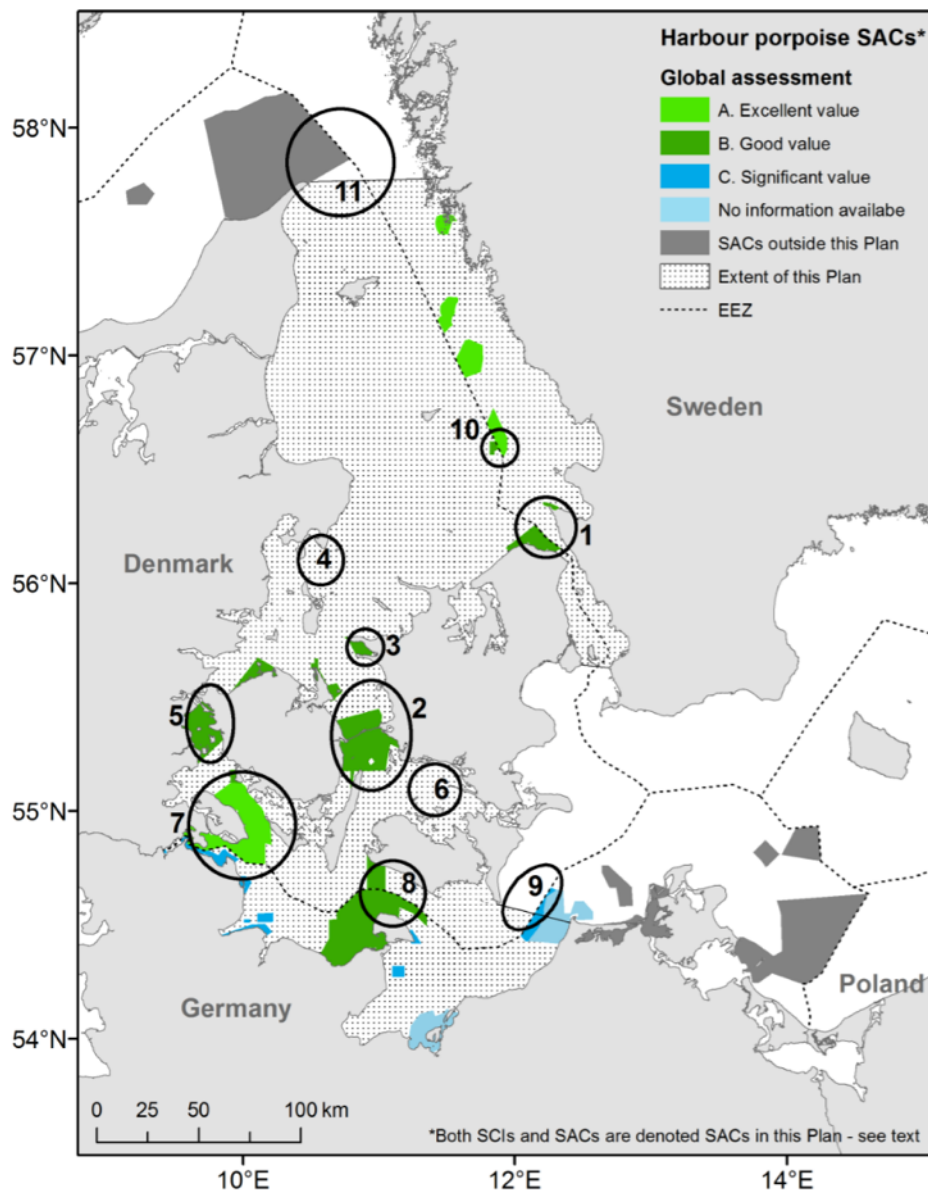 Harbour porpoise SACs*
Global assessment
A. Excellent value
B. Good value
C. Significant value
No information availabe
SACs outside this Plan
Extent of this Plan
EEZ
58°N
57°N
56°N
55°N
54°N
11
10
1
4
3
2
5
6
7
8
9
Sweden
Denmark
Germany
Poland
0 25 50 100 km
*Both SCIs and SACs are denoted SACs in this Plan - see text
10°E 12°E 14°E